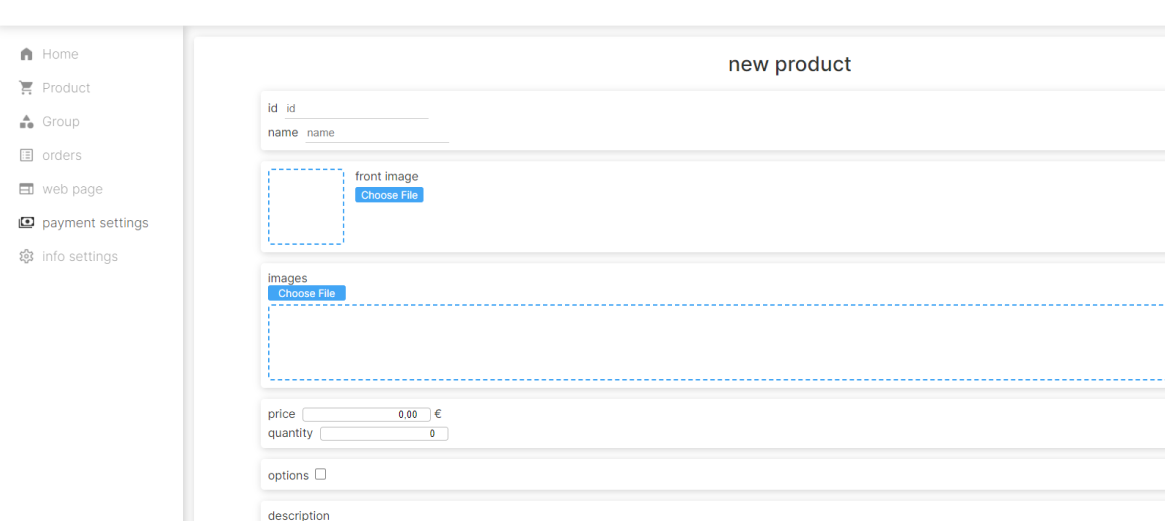 Home
Product
Group
orders
web page
payment settings
info settings
new product
id id
name name
front image
Choose File
images
Choose File
price 0,00 €
quantity 0
options
description